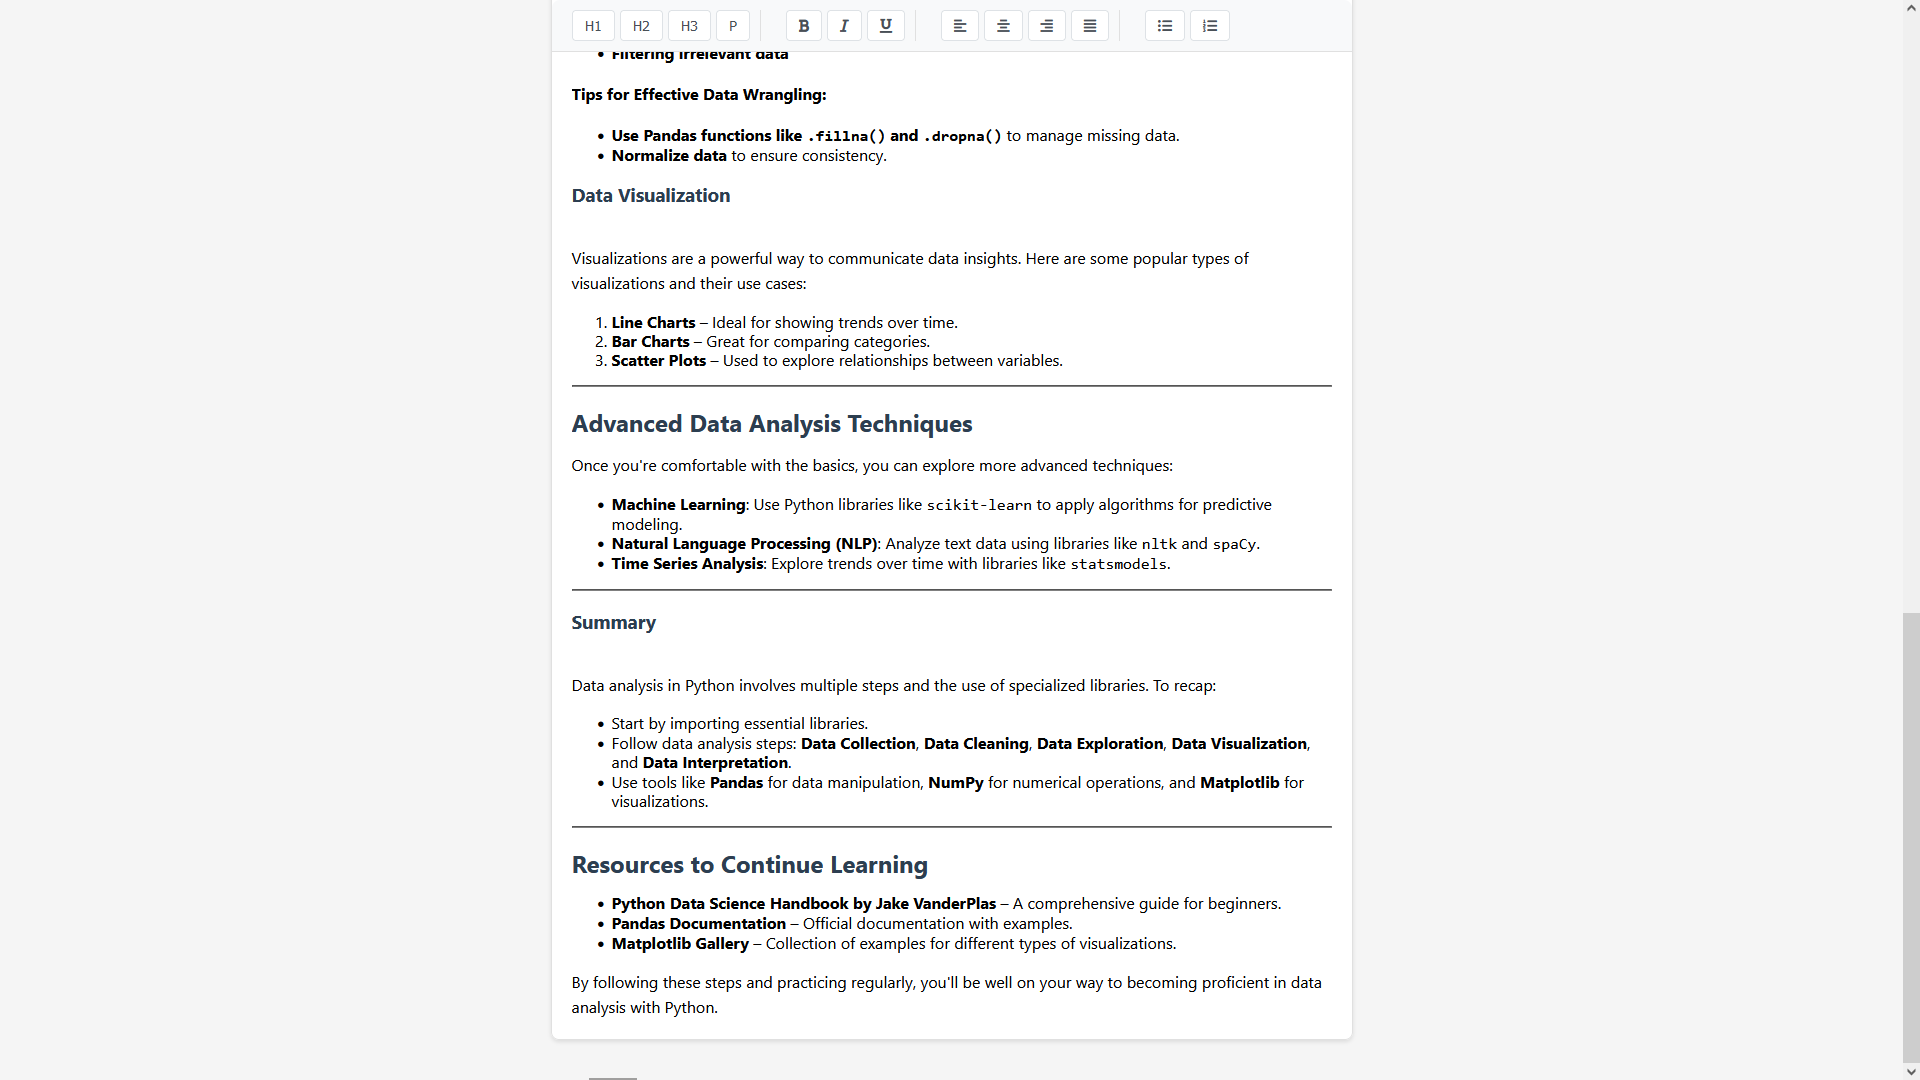 H1 H2 H3 P B I U
Filtering irrelevant data
Tips for Effective Data Wrangling:
Use Pandas functions like .fillna() and .dropna() to manage missing data.
Normalize data to ensure consistency.
Data Visualization
Visualizations are a powerful way to communicate data insights. Here are some popular types of
visualizations and their use cases:
1. Line Charts – Ideal for showing trends over time.
2. Bar Charts – Great for comparing categories.
3. Scatter Plots – Used to explore relationships between variables.
Advanced Data Analysis Techniques
Once you're comfortable with the basics, you can explore more advanced techniques:
Machine Learning: Use Python libraries like scikit-learn to apply algorithms for predictive
modeling.
Natural Language Processing (NLP): Analyze text data using libraries like nltk and spaCy.
Time Series Analysis: Explore trends over time with libraries like statsmodels.
Summary
Data analysis in Python involves multiple steps and the use of specialized libraries. To recap:
Start by importing essential libraries.
Follow data analysis steps: Data Collection, Data Cleaning, Data Exploration, Data Visualization,
and Data Interpretation.
Use tools like Pandas for data manipulation, NumPy for numerical operations, and Matplotlib for
visualizations.
Resources to Continue Learning
Python Data Science Handbook by Jake VanderPlas – A comprehensive guide for beginners.
Pandas Documentation – Official documentation with examples.
Matplotlib Gallery – Collection of examples for different types of visualizations.
By following these steps and practicing regularly, you'll be well on your way to becoming proficient in data
analysis with Python.